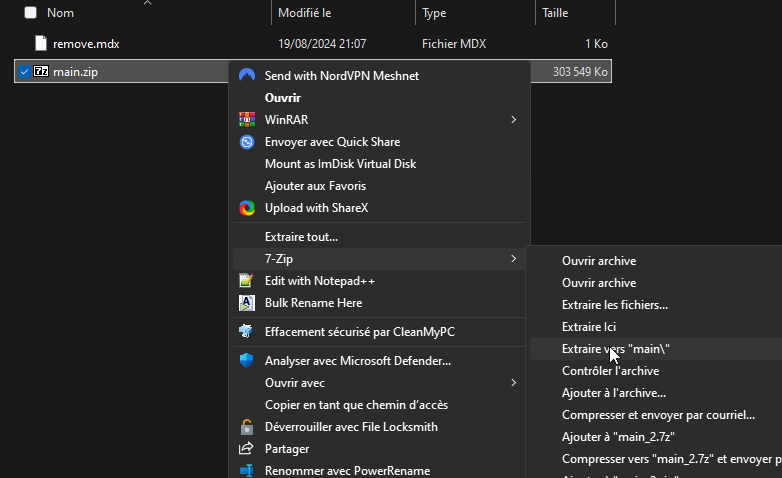 Nom Modifié le Type Taille
remove.mdx 19/08/2024 21:07 Fichier MDX 1 Ko
7z main.zip 303 549 Ko
Send with NordVPN Meshnet
Ouvrir
WinRAR
Envoyer avec Quick Share
Mount as ImDisk Virtual Disk
Ajouter aux Favoris
Upload with ShareX
Extraire tout...
7-Zip
Edit with Notepad++
Bulk Rename Here
Effacement sécurisé par CleanMyPC
Analyser avec Microsoft Defender...
Ouvrir avec
Copier en tant que chemin d'accès
Déverrouiller avec File Locksmith
Partager
Renommer avec PowerRename
Ouvrir archive
Ouvrir archive
Extraire les fichiers...
Extraire Ici
Extraire vers "main\"
Contrôler l'archive
Ajouter à l'archive...
Compresser et envoyer par courriel...
Ajouter à "main_2.7z"
Compresser vers "main_2.7z" et envoyer p